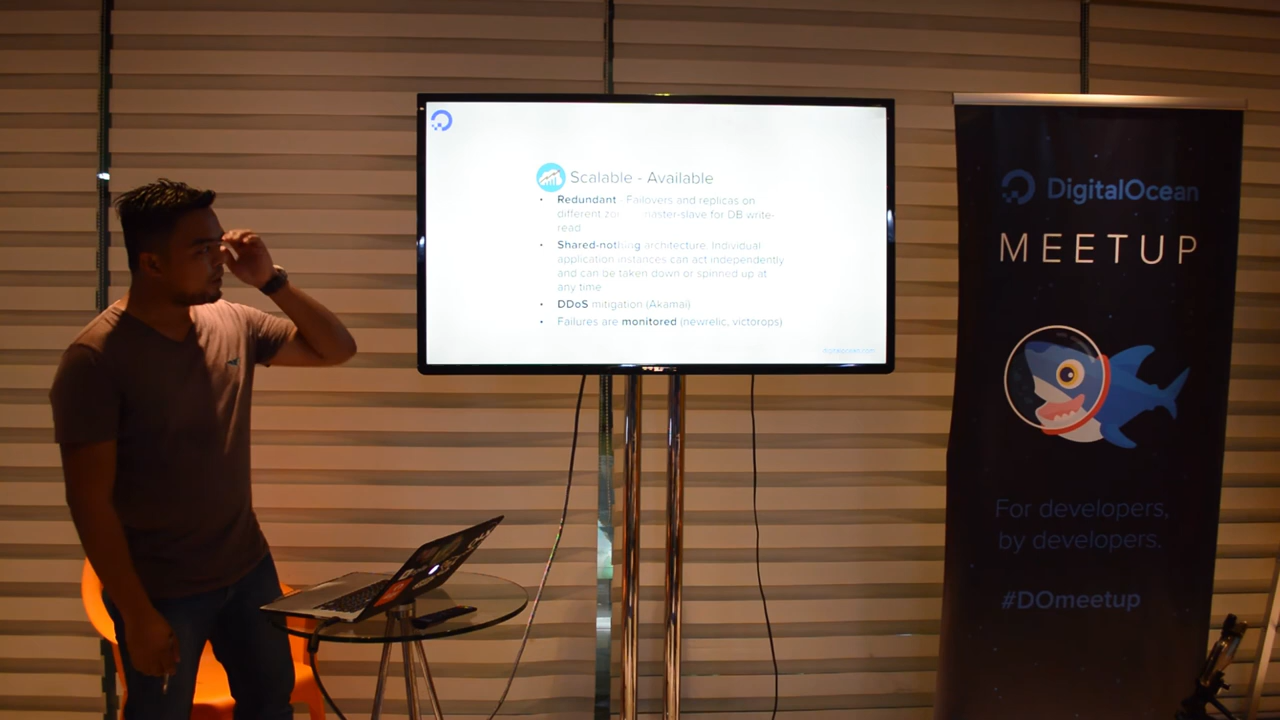 Scalable - Available
• Redundant - Failovers and replicas on
different master-slave for DB write-
read
• Shared-nothing architecture. Individual
application instances can act independently
and can be taken down or spinned up at
any time
• DDoS mitigation (Akamai)
• Failures are monitored (newrelic, victorops)
digitalocean.com
DigitalOcean
MEETUP
For developers,
by developers.
#DOmeetup